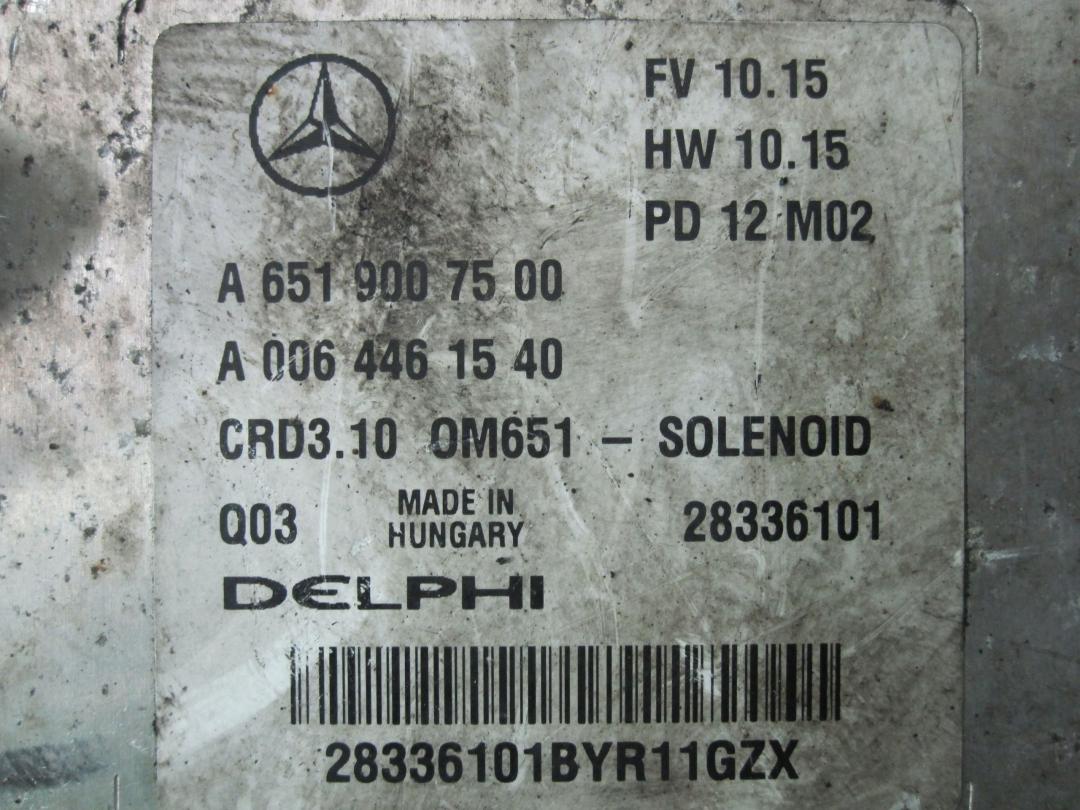 FV 10.15
HW 10.15
PD 12 M02
A 651 900 75 00
A 006 446 15 40
CRD3.10 OM651 – SOLENOID
Q03 MADE IN HUNGARY 28336101
DELPHI
28336101BYR11GZX